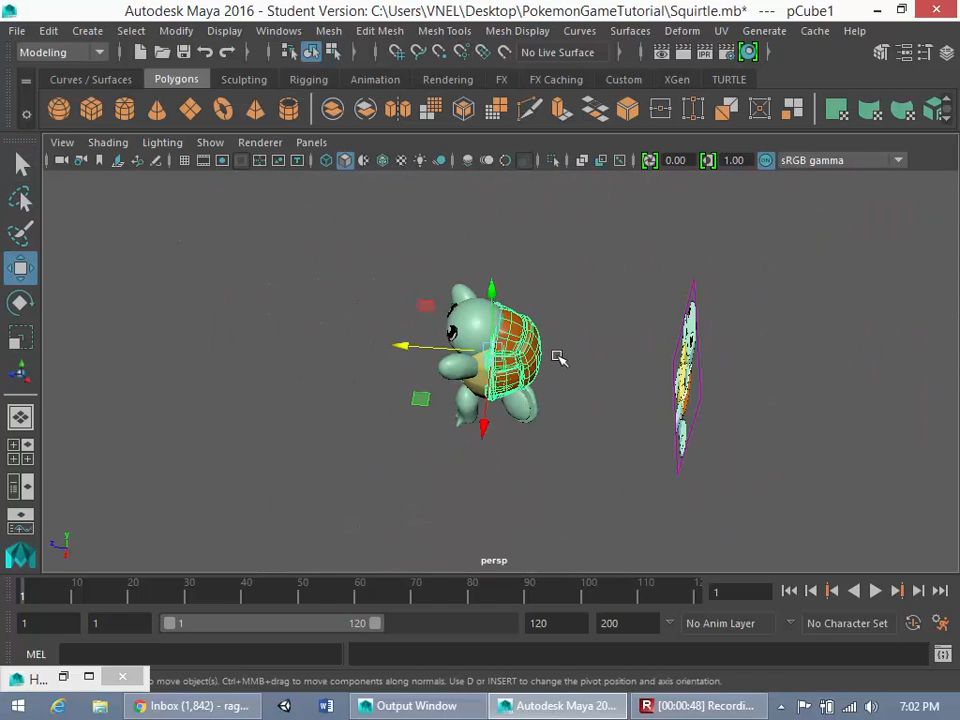 Autodesk Maya 2016 - Student Version: C:\Users\VNEL\Desktop\PokemonGameTutorial\Squirtle.mb* --- pCube1
File Edit Create Select Modify Display Windows Mesh Edit Mesh Mesh Tools Mesh Display Curves Surfaces Deform UV Generate Cache Help
Modeling No Live Surface
Curves / Surfaces Polygons Sculpting Rigging Animation Rendering FX FX Caching Custom XGen TURTLE
View Shading Lighting Show Renderer Panels
0.00 1.00 ON sRGB gamma
persp
10 20 30 40 50 60 70 80 90 100 110 12
1 1
1 1 1 120 120 200 No Anim Layer No Character Set
MEL
H... to move object(s). Ctrl+MMB+drag to move components along normals. Use D or INSERT to change the pivot position and axis orientation.
Inbox (1,842) - rag... Output Window Autodesk Maya 20... [00:00:48] Recordi... 7:02 PM